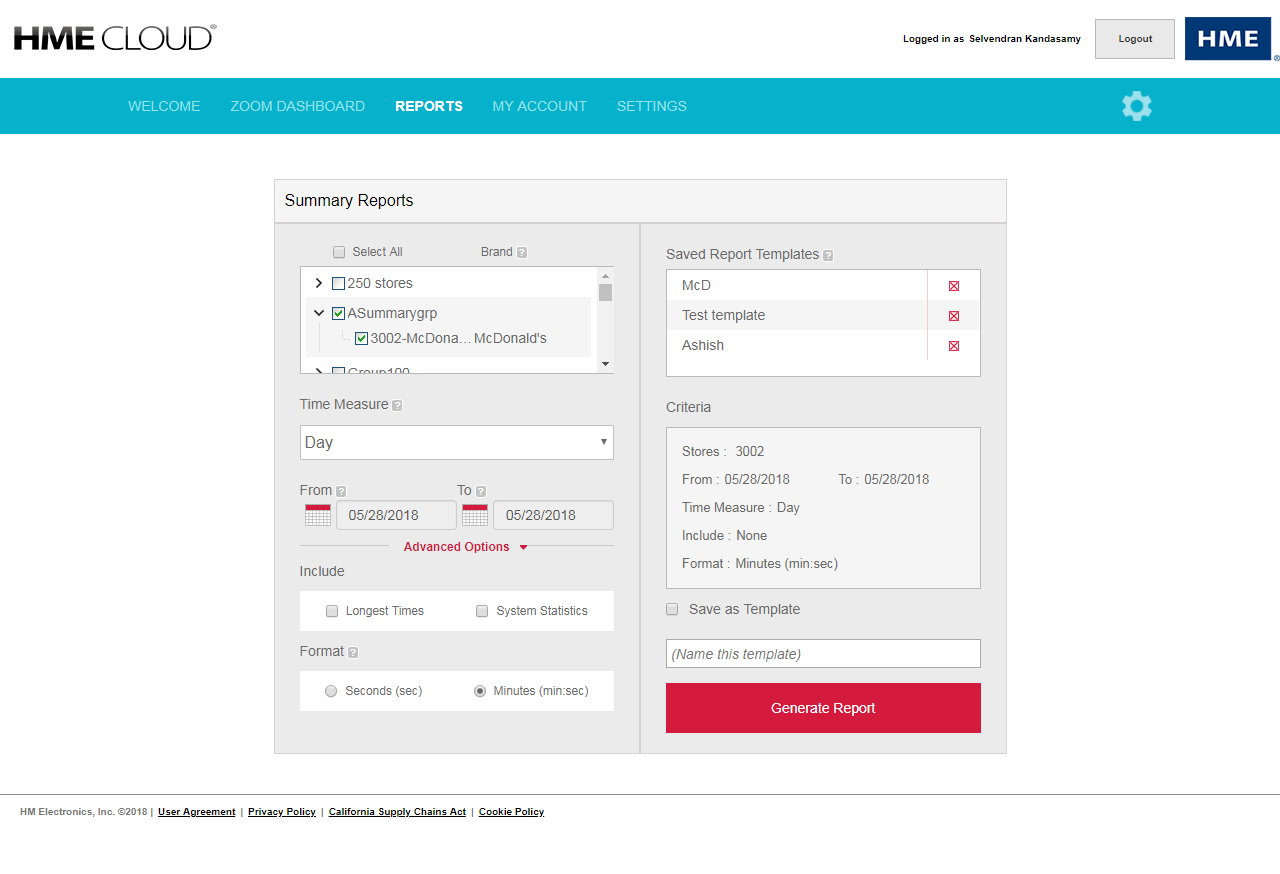 HME CLOUD®
Logged in as Selvendran Kandasamy
Logout
HME®
WELCOME ZOOM DASHBOARD REPORTS MY ACCOUNT SETTINGS
Summary Reports
Select All Brand ?
250 stores
ASummarygrp
3002-McDona... McDonald's
Group100
Time Measure ?
Day
From ? To ?
05/28/2018 05/28/2018
Advanced Options
Include
Longest Times System Statistics
Format ?
Seconds (sec) Minutes (min:sec)
Saved Report Templates ?
McD
Test template
Ashish
Criteria
Stores : 3002
From : 05/28/2018 To : 05/28/2018
Time Measure : Day
Include : None
Format : Minutes (min:sec)
Save as Template
(Name this template)
Generate Report
HM Electronics, Inc. ©2018 | User Agreement | Privacy Policy | California Supply Chains Act | Cookie Policy